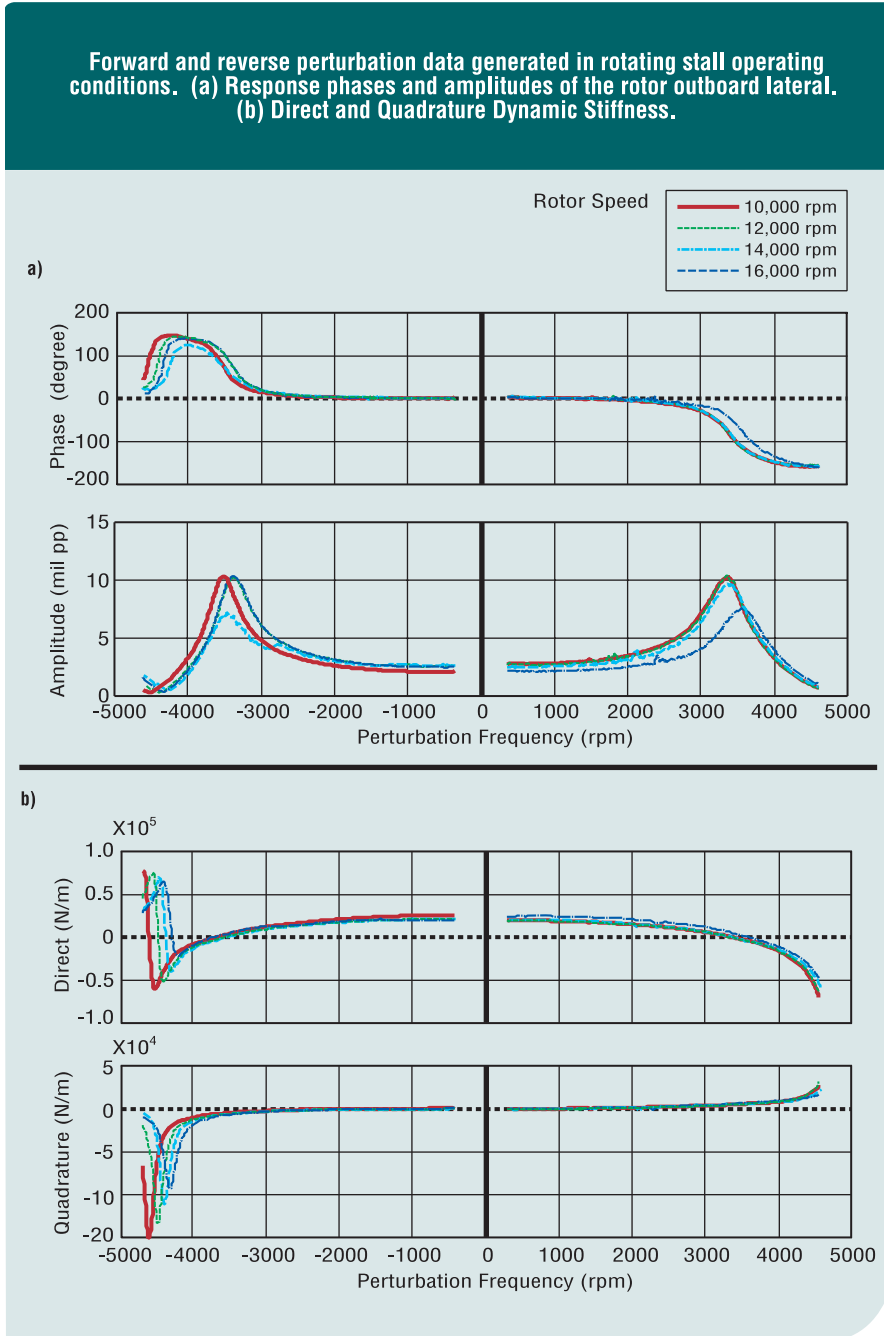 Forward and reverse perturbation data generated in rotating stall operating
conditions. (a) Response phases and amplitudes of the rotor outboard lateral.
(b) Direct and Quadrature Dynamic Stiffness.
Rotor Speed
10,000 rpm
12,000 rpm
14,000 rpm
16,000 rpm
a)
Phase (degree)
200
100
0
-100
-200
Amplitude (mil pp)
15
10
5
0
-5000 -4000 -3000 -2000 -1000 0 1000 2000 3000 4000 5000
Perturbation Frequency (rpm)
b)
X10⁵
Direct (N/m)
1.0
0.5
0
-0.5
-1.0
X10⁴
Quadrature (N/m)
5
0
-5
-10
-20
-5000 -4000 -3000 -2000 -1000 0 1000 2000 3000 4000 5000
Perturbation Frequency (rpm)